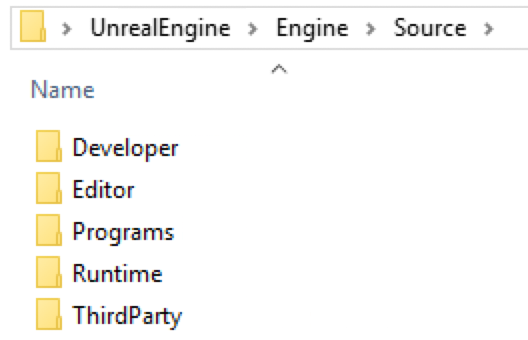 > UnrealEngine > Engine > Source >
Name
Developer
Editor
Programs
Runtime
ThirdParty